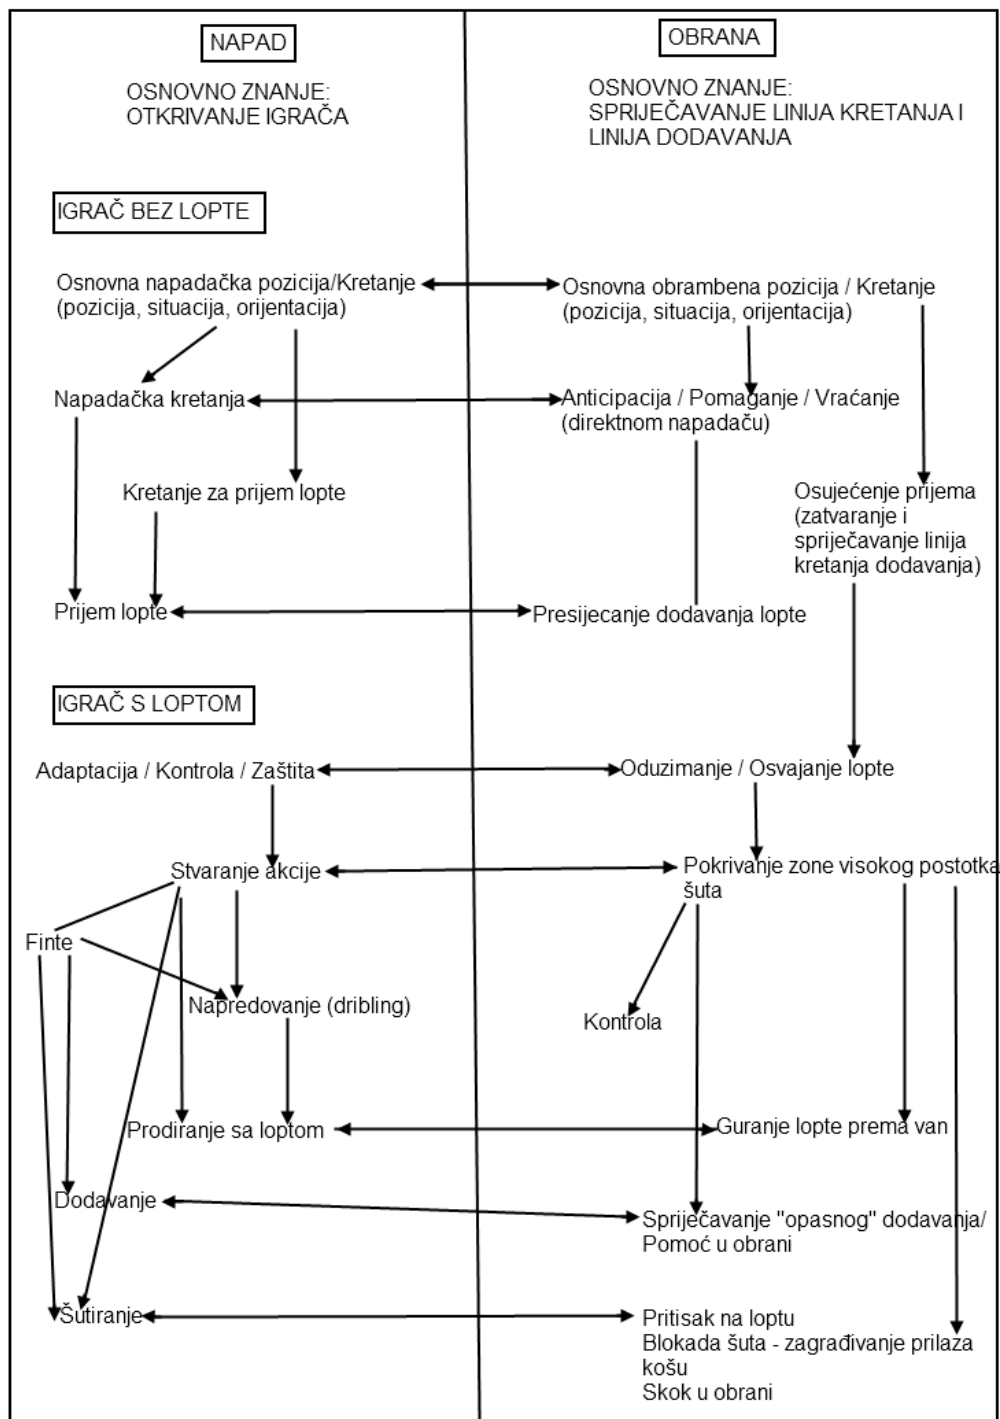 NAPAD
OSNOVNO ZNANJE:
OTKRIVANJE IGRAČA
OBRANA
OSNOVNO ZNANJE:
SPRIJEČAVANJE LINIJA KRETANJA I
LINIJA DODAVANJA
IGRAČ BEZ LOPTE
Osnovna napadačka pozicija/Kretanje
(pozicija, situacija, orijentacija)
Osnovna obrambena pozicija / Kretanje
(pozicija, situacija, orijentacija)
Napadačka kretanja
Anticipacija / Pomaganje / Vraćanje
(direktnom napadaču)
Kretanje za prijem lopte
Osujećenje prijema
(zatvaranje i
spriječavanje linija
kretanja dodavanja)
Prijem lopte
Presijecanje dodavanja lopte
IGRAČ S LOPTOM
Adaptacija / Kontrola / Zaštita
Oduzimanje / Osvajanje lopte
Stvaranje akcije
Pokrivanje zone visokog postotka
šuta
Finte
Napredovanje (dribling)
Kontrola
Prodiranje sa loptom
Guranje lopte prema van
Dodavanje
Spriječavanje "opasnog" dodavanja/
Pomoć u obrani
Šutiranje
Pritisak na loptu
Blokada šuta - zagrađivanje prilaza
košu
Skok u obrani